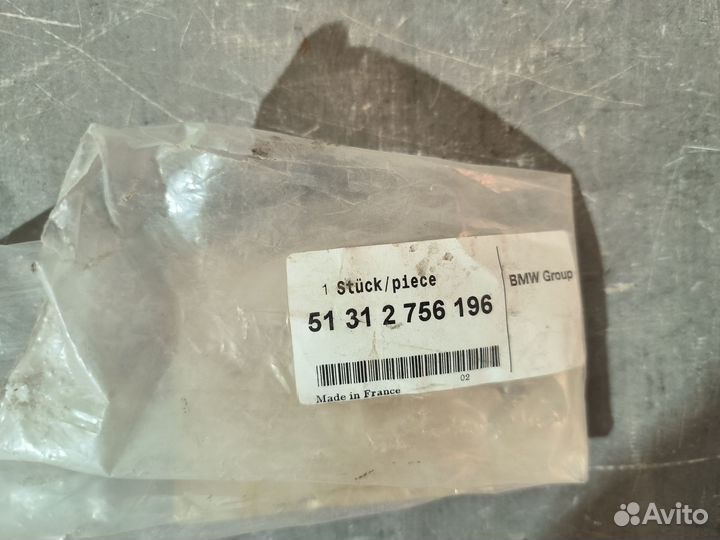 1 Stück/piece
BMW Group
51 31 2 756 196
02
Made in France
Avito